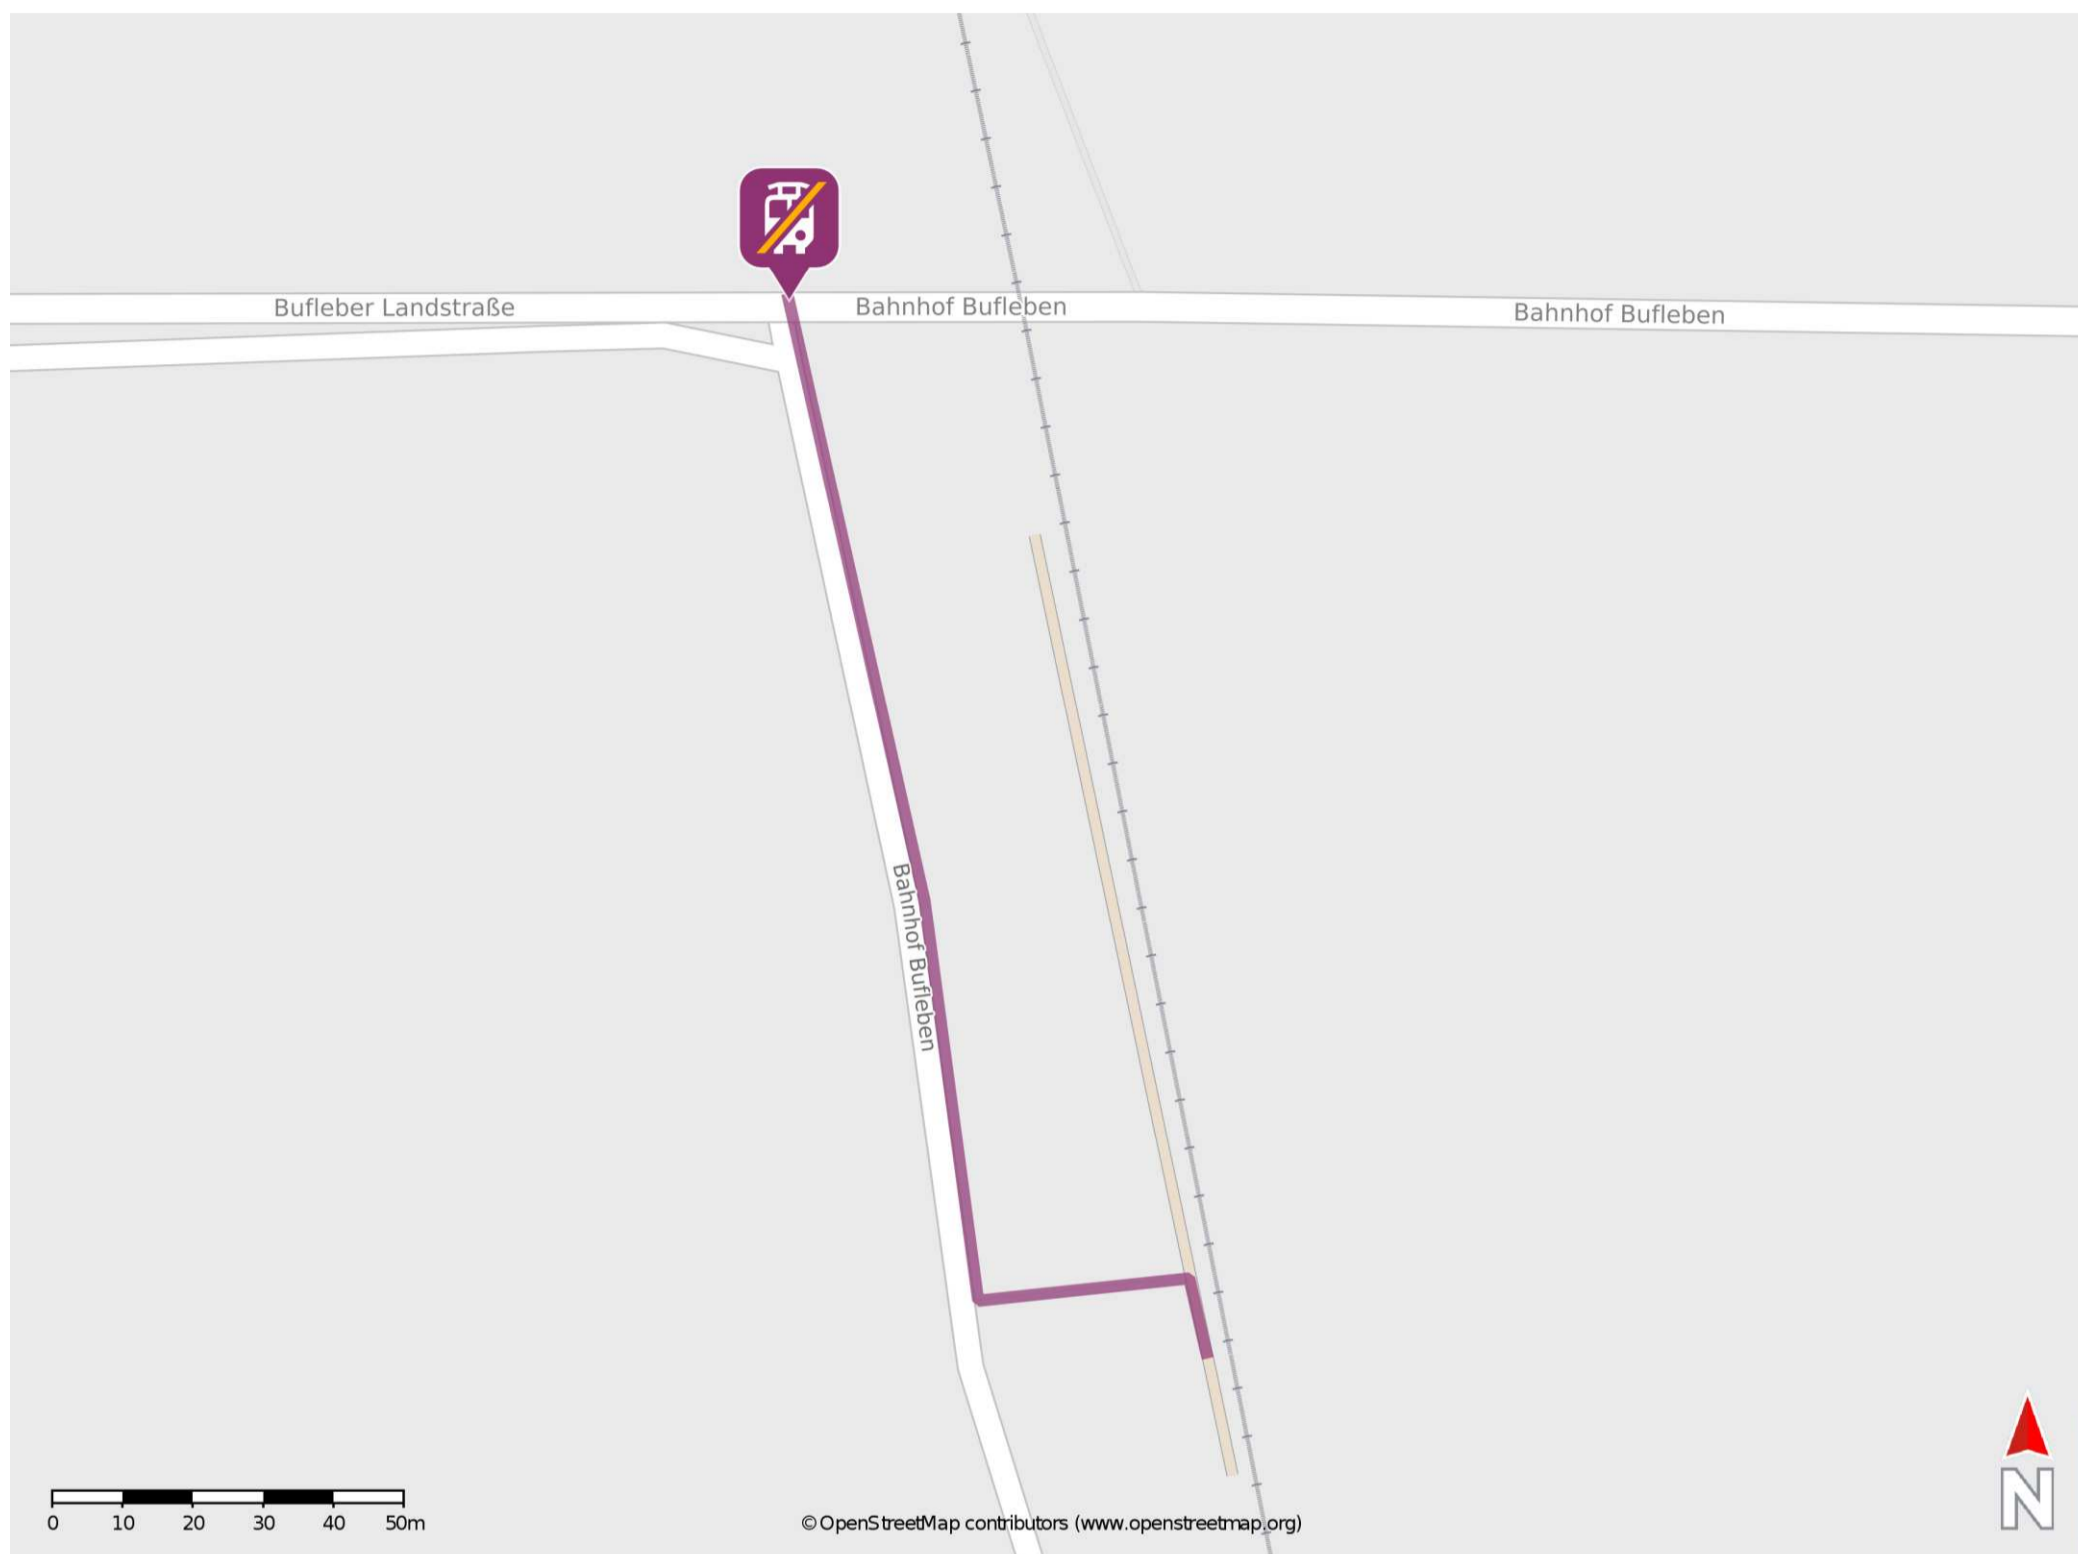 Bufleber Landstraße
Bahnhof Bufleben
Bahnhof Bufleben
Bahnhof Bufleben
0 10 20 30 40 50m
©OpenStreetMap contributors (www.openstreetmap.org)
N